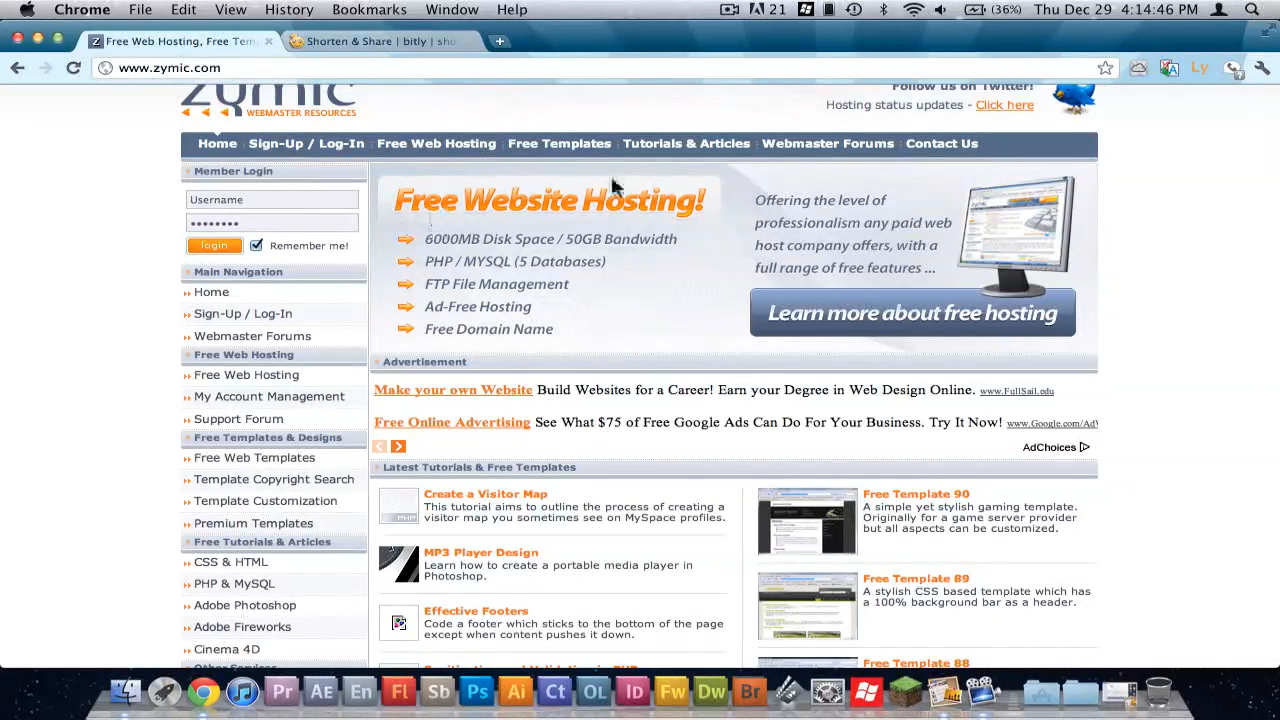 Chrome File Edit View History Bookmarks Window Help 21 (36%) Thu Dec 29 4:14:46 PM
Z Free Web Hosting, Free Tem Shorten & Share | bitly | sho
www.zymic.com Ly
zymic
WEBMASTER RESOURCES
Follow us on Twitter!
Hosting status updates - Click here
Home Sign-Up / Log-In Free Web Hosting Free Templates Tutorials & Articles Webmaster Forums Contact Us
Member Login
Username
••••••••
login Remember me!
Main Navigation
Home
Sign-Up / Log-In
Webmaster Forums
Free Web Hosting
Free Web Hosting
My Account Management
Support Forum
Free Templates & Designs
Free Web Templates
Template Copyright Search
Template Customization
Premium Templates
Free Tutorials & Articles
CSS & HTML
PHP & MySQL
Adobe Photoshop
Adobe Fireworks
Cinema 4D
Other Services
Free Website Hosting!
6000MB Disk Space / 50GB Bandwidth
PHP / MYSQL (5 Databases)
FTP File Management
Ad-Free Hosting
Free Domain Name
Offering the level of
professionalism any paid web
host company offers, with a
full range of free features ...
Learn more about free hosting
Advertisement
Make your own Website Build Websites for a Career! Earn your Degree in Web Design Online. www.FullSail.edu
Free Online Advertising See What $75 of Free Google Ads Can Do For Your Business. Try It Now! www.Google.com/AdW
AdChoices
Latest Tutorials & Free Templates
Create a Visitor Map
This tutorial aims to outline the process of creating a
visitor map you sometimes see on MySpace profiles.
MP3 Player Design
Learn how to create a portable media player in
Photoshop.
Effective Footers
Code a footer which sticks to the bottom of the page
except when content pushes it down.
Free Template 90
A simple yet stylish gaming template.
Originally for a game server provider
but all aspects can be customized.
Free Template 89
A stylish CSS based template which has
a 100% background bar as a header.
Free Template 88
Pr AE En Fl Sb Ps Ai Ct OL Id Fw Dw Br